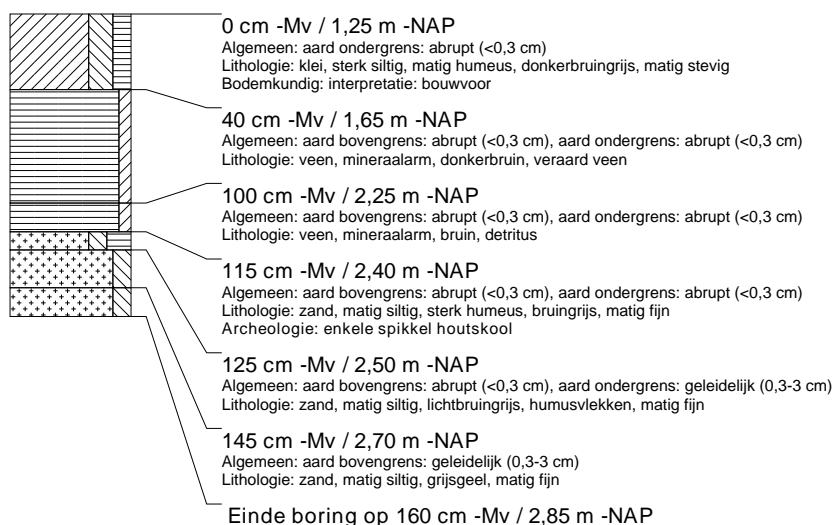 0 cm -Mv / 1,25 m -NAP
Algemeen: aard ondergrens: abrupt (<0,3 cm)
Lithologie: klei, sterk siltig, matig humeus, donkerbruingrijs, matig stevig
Bodemkundig: interpretatie: bouwvoor
40 cm -Mv / 1,65 m -NAP
Algemeen: aard bovengrens: abrupt (<0,3 cm), aard ondergrens: abrupt (<0,3 cm)
Lithologie: veen, mineraalarm, donkerbruin, veraard veen
100 cm -Mv / 2,25 m -NAP
Algemeen: aard bovengrens: abrupt (<0,3 cm), aard ondergrens: abrupt (<0,3 cm)
Lithologie: veen, mineraalarm, bruin, detritus
115 cm -Mv / 2,40 m -NAP
Algemeen: aard bovengrens: abrupt (<0,3 cm), aard ondergrens: abrupt (<0,3 cm)
Lithologie: zand, matig siltig, sterk humeus, bruingrijs, matig fijn
Archeologie: enkele spikkel houtskool
125 cm -Mv / 2,50 m -NAP
Algemeen: aard bovengrens: abrupt (<0,3 cm), aard ondergrens: geleidelijk (0,3-3 cm)
Lithologie: zand, matig siltig, lichtbruingrijs, humusvlekken, matig fijn
145 cm -Mv / 2,70 m -NAP
Algemeen: aard bovengrens: geleidelijk (0,3-3 cm)
Lithologie: zand, matig siltig, grijsgeel, matig fijn
Einde boring op 160 cm -Mv / 2,85 m -NAP